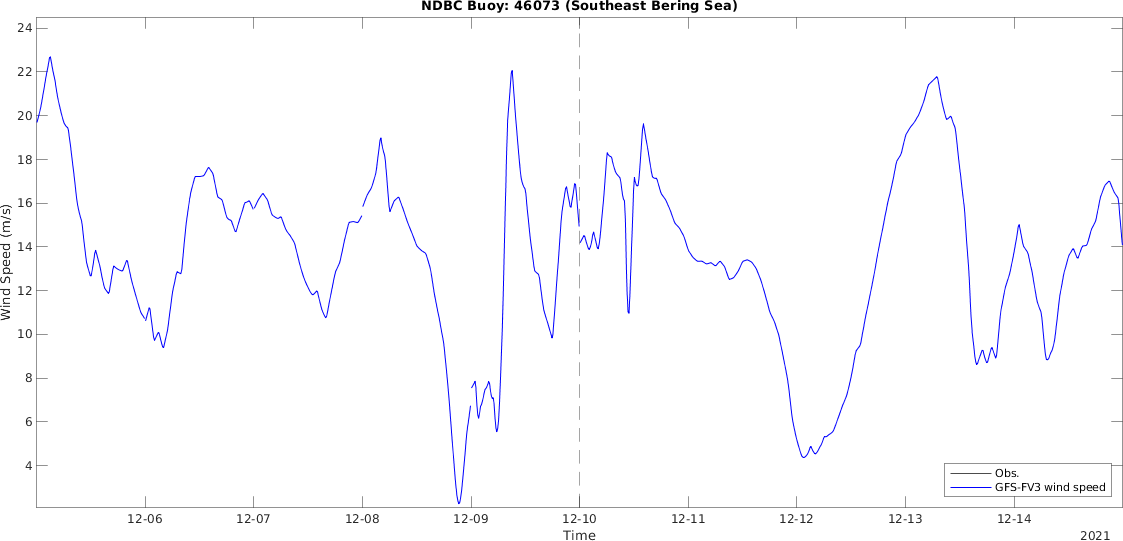 NDBC Buoy: 46073 (Southeast Bering Sea)
24
22
20
18
16
14
12
10
8
6
4
Wind Speed (m/s)
Obs.
GFS-FV3 wind speed
12-06 12-07 12-08 12-09 12-10 12-11 12-12 12-13 12-14
Time
2021